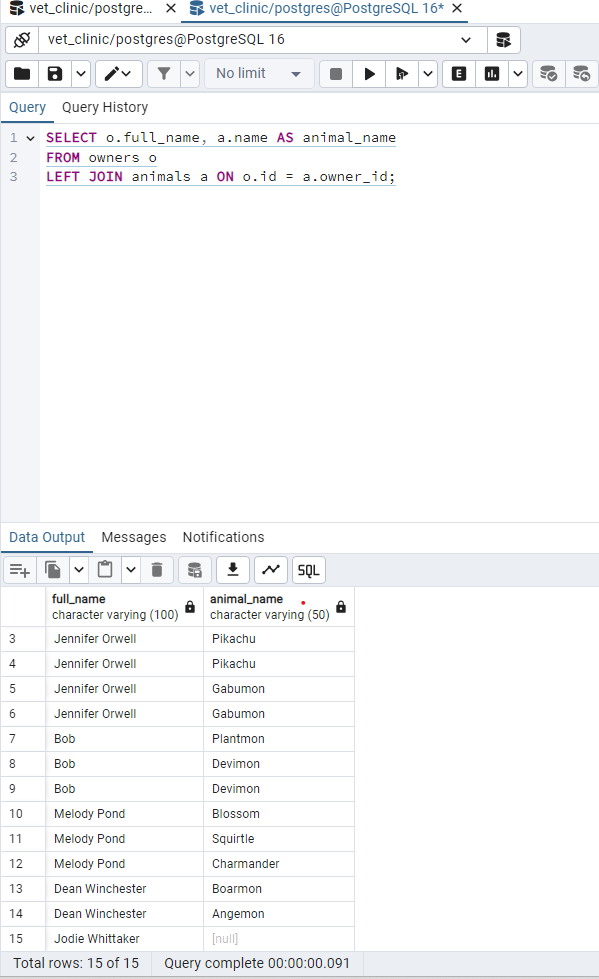 vet_clinic/postgre... vet_clinic/postgres@PostgreSQL 16*
vet_clinic/postgres@PostgreSQL 16
No limit
E
Query Query History
1 SELECT o.full_name, a.name AS animal_name
2 FROM owners o
3 LEFT JOIN animals a ON o.id = a.owner_id;
Data Output Messages Notifications
SQL
full_name animal_name
character varying (100) character varying (50)
3 Jennifer Orwell Pikachu
4 Jennifer Orwell Pikachu
5 Jennifer Orwell Gabumon
6 Jennifer Orwell Gabumon
7 Bob Plantmon
8 Bob Devimon
9 Bob Devimon
10 Melody Pond Blossom
11 Melody Pond Squirtle
12 Melody Pond Charmander
13 Dean Winchester Boarmon
14 Dean Winchester Angemon
15 Jodie Whittaker [null]
Total rows: 15 of 15 Query complete 00:00:00.091